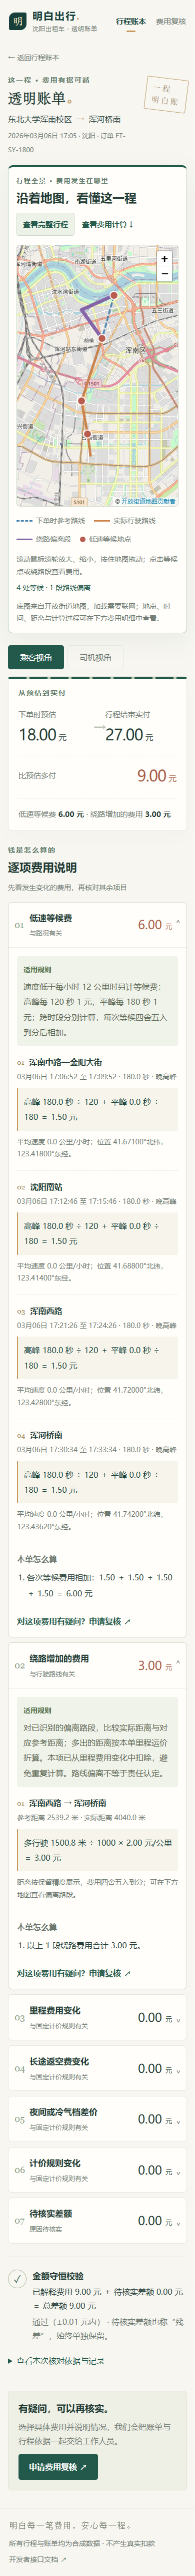 明
明白出行.
沈阳出租车 · 透明账单
行程账本
费用复核
← 返回行程账本
这一程 · 费用有据可循
透明账单。
一程
明白账
东北大学浑南校区 → 浑河桥南
2026年03月06日 17:05 · 沈阳 · 订单 FT-
SY-1800
行程全景 · 费用发生在哪里
沿着地图，看懂这一程
查看完整行程
查看费用计算 ↓
+
−
五里河街道
浑南区
S101
© 开放街道地图贡献者
下单时参考路线
实际行驶路线
绕路偏离段
低速等候地点
滚动鼠标滚轮放大、缩小，按住地图拖动；点击等候
点或绕路段查看费用。
4 处等候 · 1 段路线偏离
底图来自开放街道地图，加载需要联网；地点、时
间、距离与计算过程可在下方费用明细中查看。
乘客视角
司机视角
从预估到实付
下单时预估
18.00 元
→
行程结束实付
27.00 元
比预估多付
9.00 元
低速等候费 6.00 元 · 绕路增加的费用 3.00 元
钱是怎么算的
逐项费用说明
先看发生变化的费用，再核对其余项目
01
低速等候费
与路况有关
6.00 元
适用规则
速度低于每小时 12 公里时另计等候费：
高峰每 120 秒 1 元，平峰每 180 秒 1
元；跨时段分别计算，每次等候四舍五入
到分后相加。
01 浑南中路—金阳大街
03月06日 17:06:52 至 17:09:52 · 180.0 秒 · 晚高峰
高峰 180.0 秒 ÷ 120 + 平峰 0.0 秒 ÷
180 = 1.50 元
平均速度 0.0 公里/小时；位置 41.67100°北纬，
123.41800°东经。
02 沈阳南站
03月06日 17:12:46 至 17:15:46 · 180.0 秒 · 晚高峰
高峰 180.0 秒 ÷ 120 + 平峰 0.0 秒 ÷
180 = 1.50 元
平均速度 0.0 公里/小时；位置 41.68800°北纬，
123.41400°东经。
03 浑南西路
03月06日 17:21:26 至 17:24:26 · 180.0 秒 · 晚高峰
高峰 180.0 秒 ÷ 120 + 平峰 0.0 秒 ÷
180 = 1.50 元
平均速度 0.0 公里/小时；位置 41.72000°北纬，
123.42800°东经。
04 浑河桥南
03月06日 17:30:34 至 17:33:34 · 180.0 秒 · 晚高峰
高峰 180.0 秒 ÷ 120 + 平峰 0.0 秒 ÷
180 = 1.50 元
平均速度 0.0 公里/小时；位置 41.74200°北纬，
123.43620°东经。
本单怎么算
1. 各次等候费用相加：1.50 + 1.50 + 1.50
+ 1.50 = 6.00 元
对这项费用有疑问？申请复核 ↗
02
绕路增加的费用
与行驶路线有关
3.00 元
适用规则
对已识别的偏离路段，比较实际距离与对
应参考距离；多出的距离按本单里程运价
折算。本项已从里程费用变化中扣除，避
免重复计算。路线偏离不等于责任认定。
01 浑南西路 → 浑河桥南
参考距离 2539.2 米 · 实际距离 4040.0 米
多行驶 1500.8 米 ÷ 1000 × 2.00 元/公里
= 3.00 元
距离按保留精度展示，费用四舍五入到分；可在下方
地图查看偏离路段。
本单怎么算
1. 以上 1 段绕路费用合计 3.00 元。
对这项费用有疑问？申请复核 ↗
03
里程费用变化
与固定计价规则有关
0.00 元
04
长途返空费变化
与固定计价规则有关
0.00 元
05
夜间或冷气档差价
与固定计价规则有关
0.00 元
06
计价规则变化
与固定计价规则有关
0.00 元
07
待核实差额
原因待核实
0.00 元
✓
金额守恒校验
已解释费用 9.00 元 + 待核实差额 0.00 元
= 总差额 9.00 元
通过（±0.01 元内） · 待核实差额也称“残
差”，始终单独保留。
▶ 查看本次核对依据与记录
有疑问，可以再核实。
选择具体费用并说明情况，我们会把账单与
行程依据一起交给工作人员。
申请费用复核 ↗
明白每一笔费用，安心每一程。
所有行程与账单均为合成数据 · 不产生真实扣款
开发者接口文档 ↗